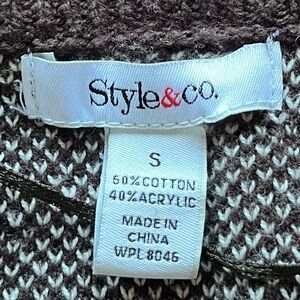 Style&co.
S
60% COTTON
40% ACRYLIC
MADE IN
CHINA
WPL 8046